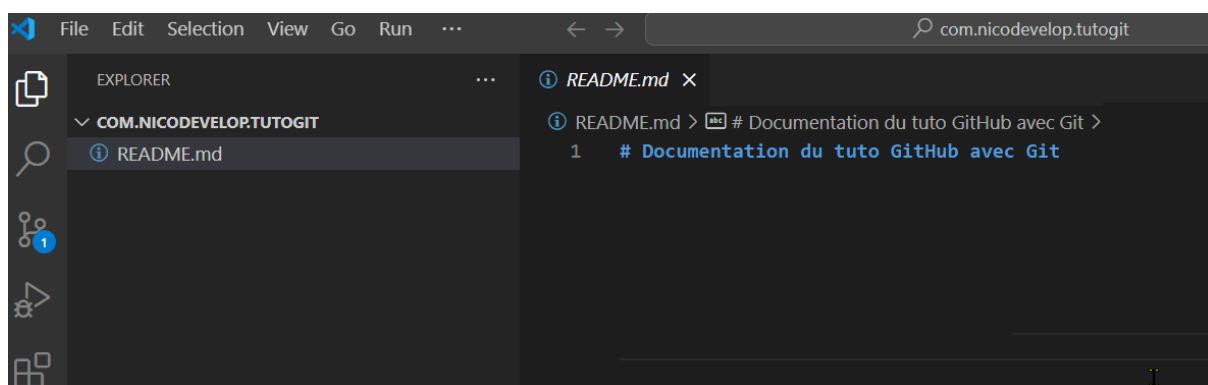 File Edit Selection View Go Run ··· com.nicodevelop.tutogit
EXPLORER ··· README.md
COM.NICODEVELOP.TUTOGIT README.md > # Documentation du tuto GitHub avec Git >
README.md 1 # Documentation du tuto GitHub avec Git
1